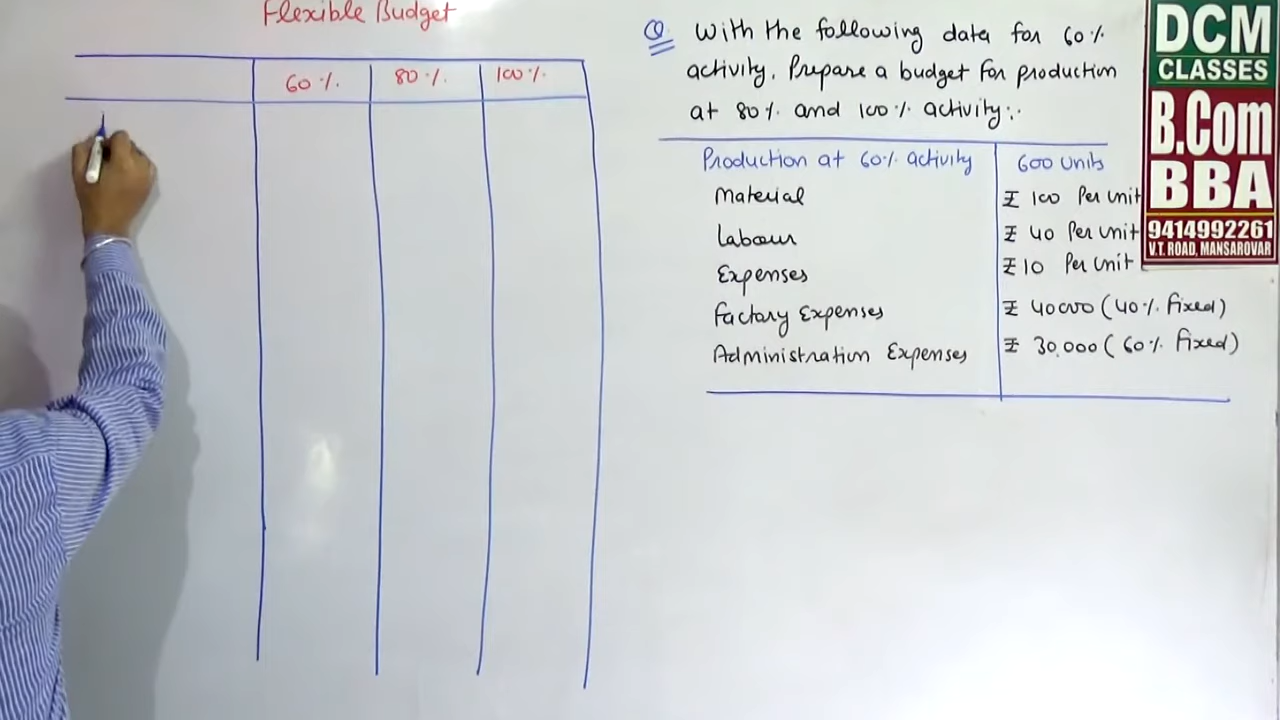 Flexible Budget
60% 80% 100%
Q With the following data for 60%
activity. Prepare a budget for production
at 80% and 100% activity:.
Production at 60% activity 600 units
Material ₹ 100 Per unit
Labour ₹ 40 Per unit
Expenses ₹ 10 Per unit
Factory Expenses ₹ 40000 (40% Fixed)
Administration Expenses ₹ 30,000 (60% Fixed)
DCM
CLASSES
B.Com
BBA
9414992261
V.T. ROAD, MANSAROVAR